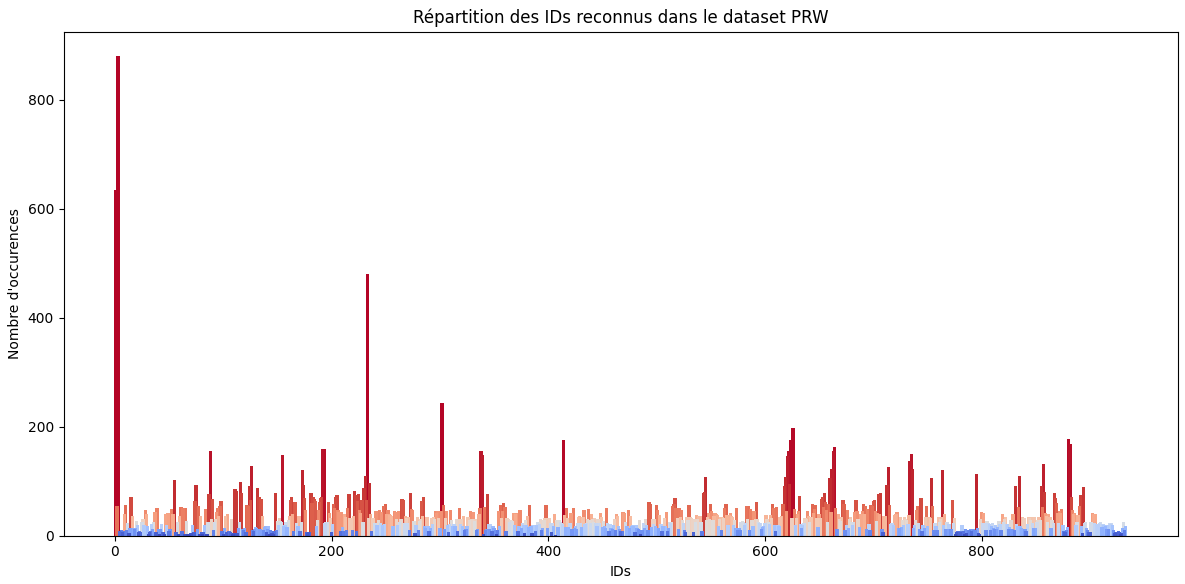 Répartition des IDs reconnus dans le dataset PRW
Nombre d'occurences
800
600
400
200
0
0 200 400 600 800
IDs